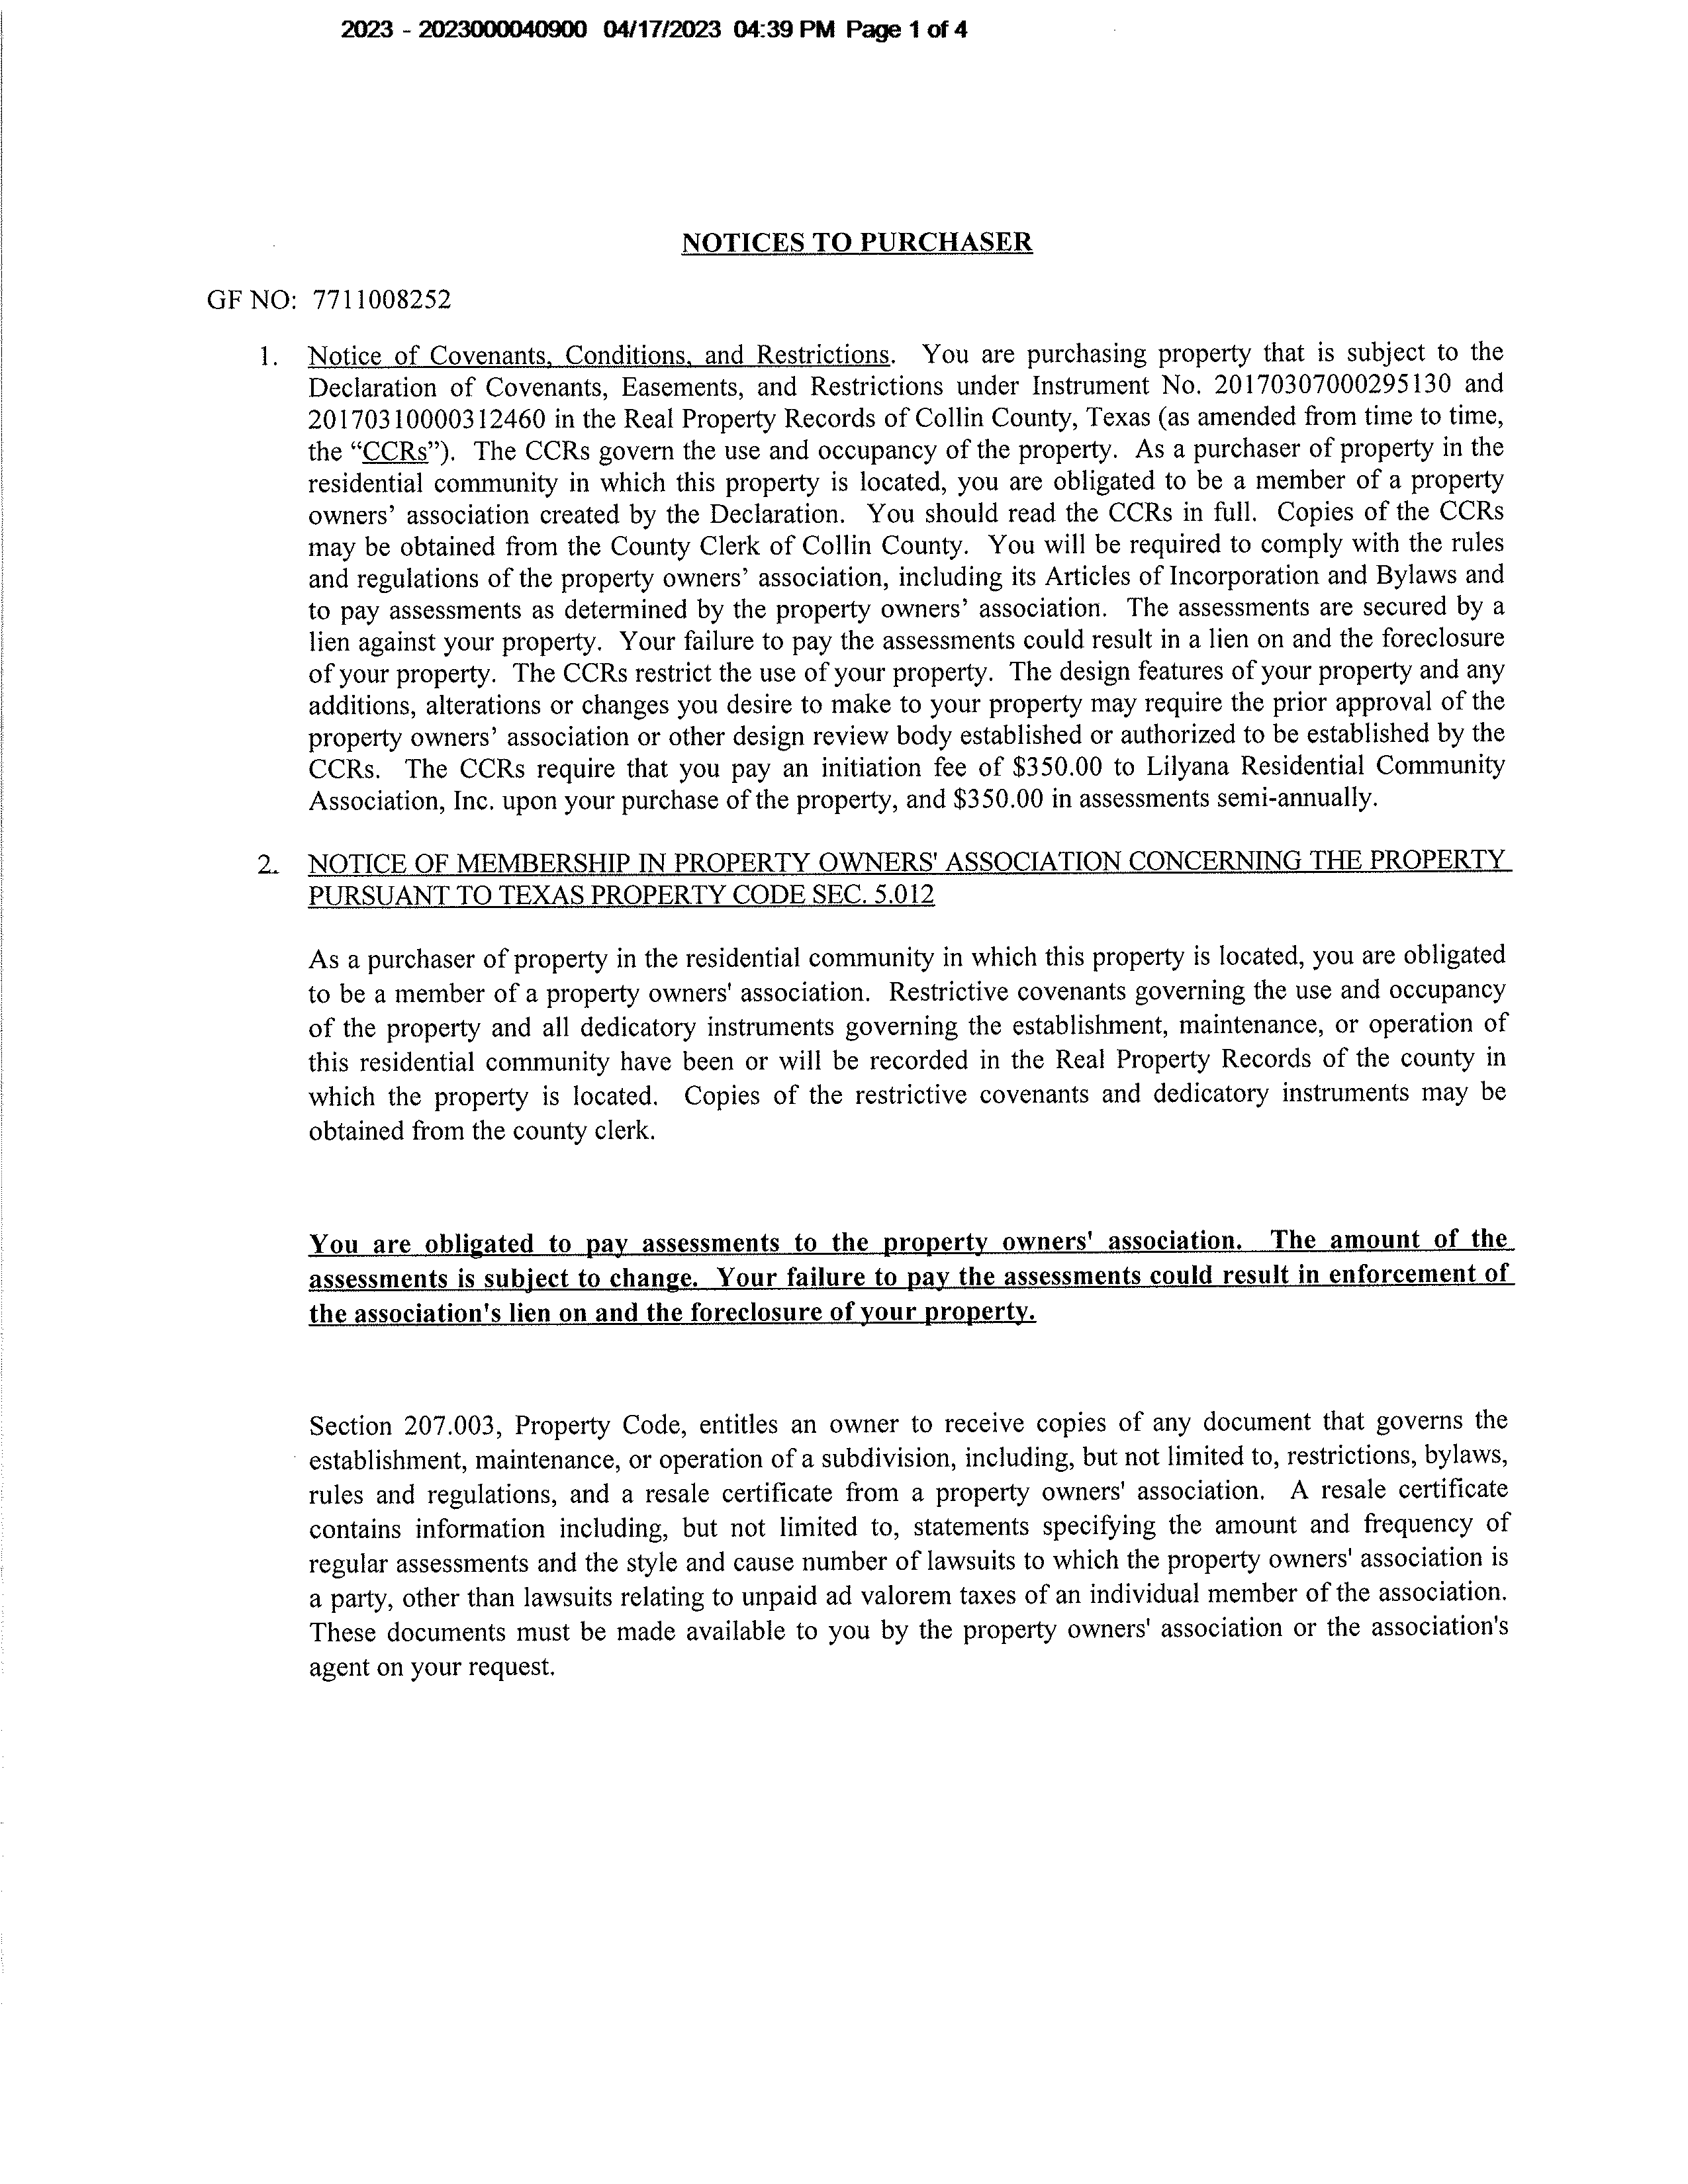 2023 - 2023000040900 04/17/2023 04:39 PM Page 1 of 4
NOTICES TO PURCHASER
GF NO: 7711008252
1. Notice of Covenants, Conditions, and Restrictions. You are purchasing property that is subject to the
Declaration of Covenants, Easements, and Restrictions under Instrument No. 20170307000295130 and
20170310000312460 in the Real Property Records of Collin County, Texas (as amended from time to time,
the “CCRs”). The CCRs govern the use and occupancy of the property. As a purchaser of property in the
residential community in which this property is located, you are obligated to be a member of a property
owners’ association created by the Declaration. You should read the CCRs in full. Copies of the CCRs
may be obtained from the County Clerk of Collin County. You will be required to comply with the rules
and regulations of the property owners’ association, including its Articles of Incorporation and Bylaws and
to pay assessments as determined by the property owners’ association. The assessments are secured by a
lien against your property. Your failure to pay the assessments could result in a lien on and the foreclosure
of your property. The CCRs restrict the use of your property. The design features of your property and any
additions, alterations or changes you desire to make to your property may require the prior approval of the
property owners’ association or other design review body established or authorized to be established by the
CCRs. The CCRs require that you pay an initiation fee of $350.00 to Lilyana Residential Community
Association, Inc. upon your purchase of the property, and $350.00 in assessments semi-annually.
2. NOTICE OF MEMBERSHIP IN PROPERTY OWNERS' ASSOCIATION CONCERNING THE PROPERTY
PURSUANT TO TEXAS PROPERTY CODE SEC. 5.012
As a purchaser of property in the residential community in which this property is located, you are obligated
to be a member of a property owners' association. Restrictive covenants governing the use and occupancy
of the property and all dedicatory instruments governing the establishment, maintenance, or operation of
this residential community have been or will be recorded in the Real Property Records of the county in
which the property is located. Copies of the restrictive covenants and dedicatory instruments may be
obtained from the county clerk.
You are obligated to pay assessments to the property owners' association. The amount of the
assessments is subject to change. Your failure to pay the assessments could result in enforcement of
the association's lien on and the foreclosure of your property.
Section 207.003, Property Code, entitles an owner to receive copies of any document that governs the
establishment, maintenance, or operation of a subdivision, including, but not limited to, restrictions, bylaws,
rules and regulations, and a resale certificate from a property owners' association. A resale certificate
contains information including, but not limited to, statements specifying the amount and frequency of
regular assessments and the style and cause number of lawsuits to which the property owners' association is
a party, other than lawsuits relating to unpaid ad valorem taxes of an individual member of the association.
These documents must be made available to you by the property owners' association or the association's
agent on your request.